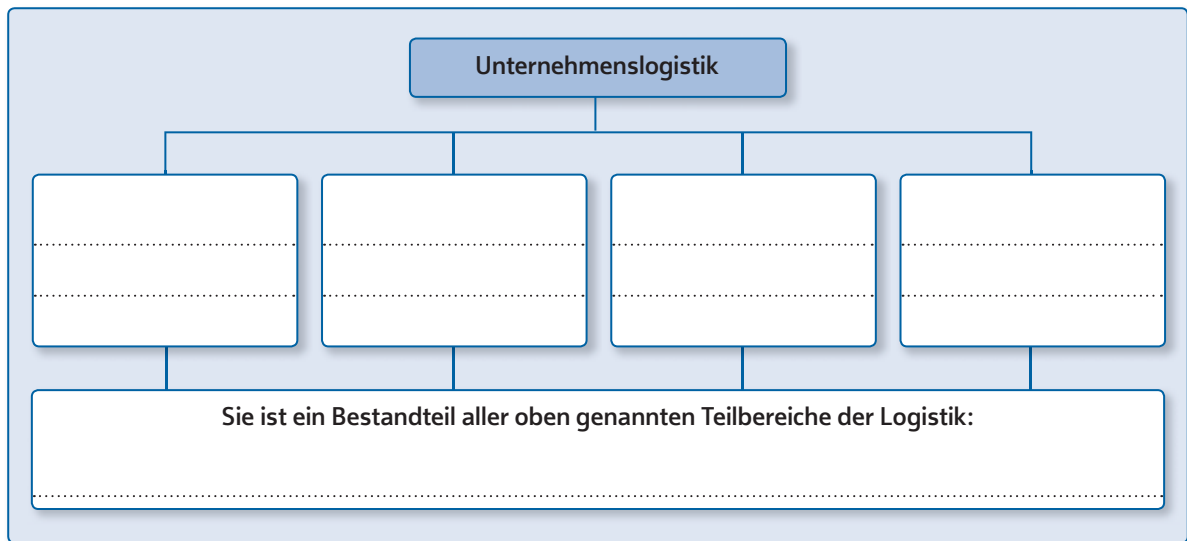 Unternehmenslogistik
Sie ist ein Bestandteil aller oben genannten Teilbereiche der Logistik: